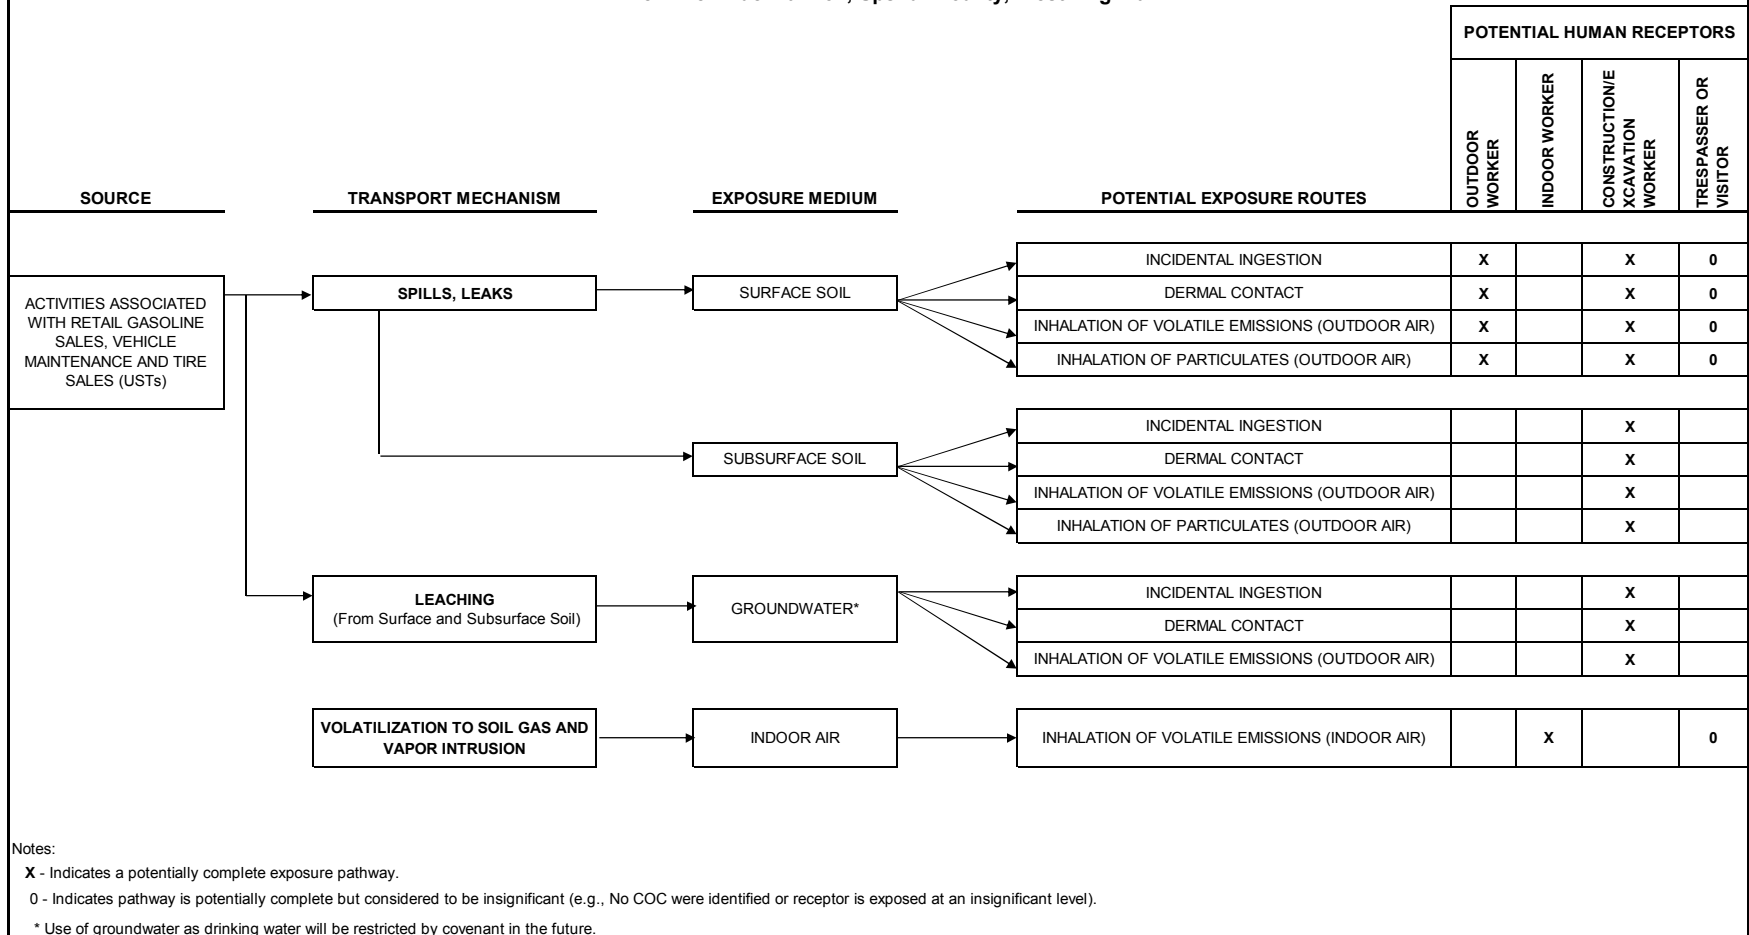 POTENTIAL HUMAN RECEPTORS
OUTDOOR
WORKER
INDOOR WORKER
CONSTRUCTION/E
XCAVATION
WORKER
TRESPASSER OR
VISITOR
SOURCE
TRANSPORT MECHANISM
EXPOSURE MEDIUM
POTENTIAL EXPOSURE ROUTES
ACTIVITIES ASSOCIATED
WITH RETAIL GASOLINE
SALES, VEHICLE
MAINTENANCE AND TIRE
SALES (USTs)
SPILLS, LEAKS
SURFACE SOIL
INCIDENTAL INGESTION X X 0
DERMAL CONTACT X X 0
INHALATION OF VOLATILE EMISSIONS (OUTDOOR AIR) X X 0
INHALATION OF PARTICULATES (OUTDOOR AIR) X X 0
SUBSURFACE SOIL
INCIDENTAL INGESTION X
DERMAL CONTACT X
INHALATION OF VOLATILE EMISSIONS (OUTDOOR AIR) X
INHALATION OF PARTICULATES (OUTDOOR AIR) X
LEACHING
(From Surface and Subsurface Soil)
GROUNDWATER*
INCIDENTAL INGESTION X
DERMAL CONTACT X
INHALATION OF VOLATILE EMISSIONS (OUTDOOR AIR) X
VOLATILIZATION TO SOIL GAS AND
VAPOR INTRUSION
INDOOR AIR
INHALATION OF VOLATILE EMISSIONS (INDOOR AIR) X 0
Notes:
X - Indicates a potentially complete exposure pathway.
0 - Indicates pathway is potentially complete but considered to be insignificant (e.g., No COC were identified or receptor is exposed at an insignificant level).
* Use of groundwater as drinking water will be restricted by covenant in the future.